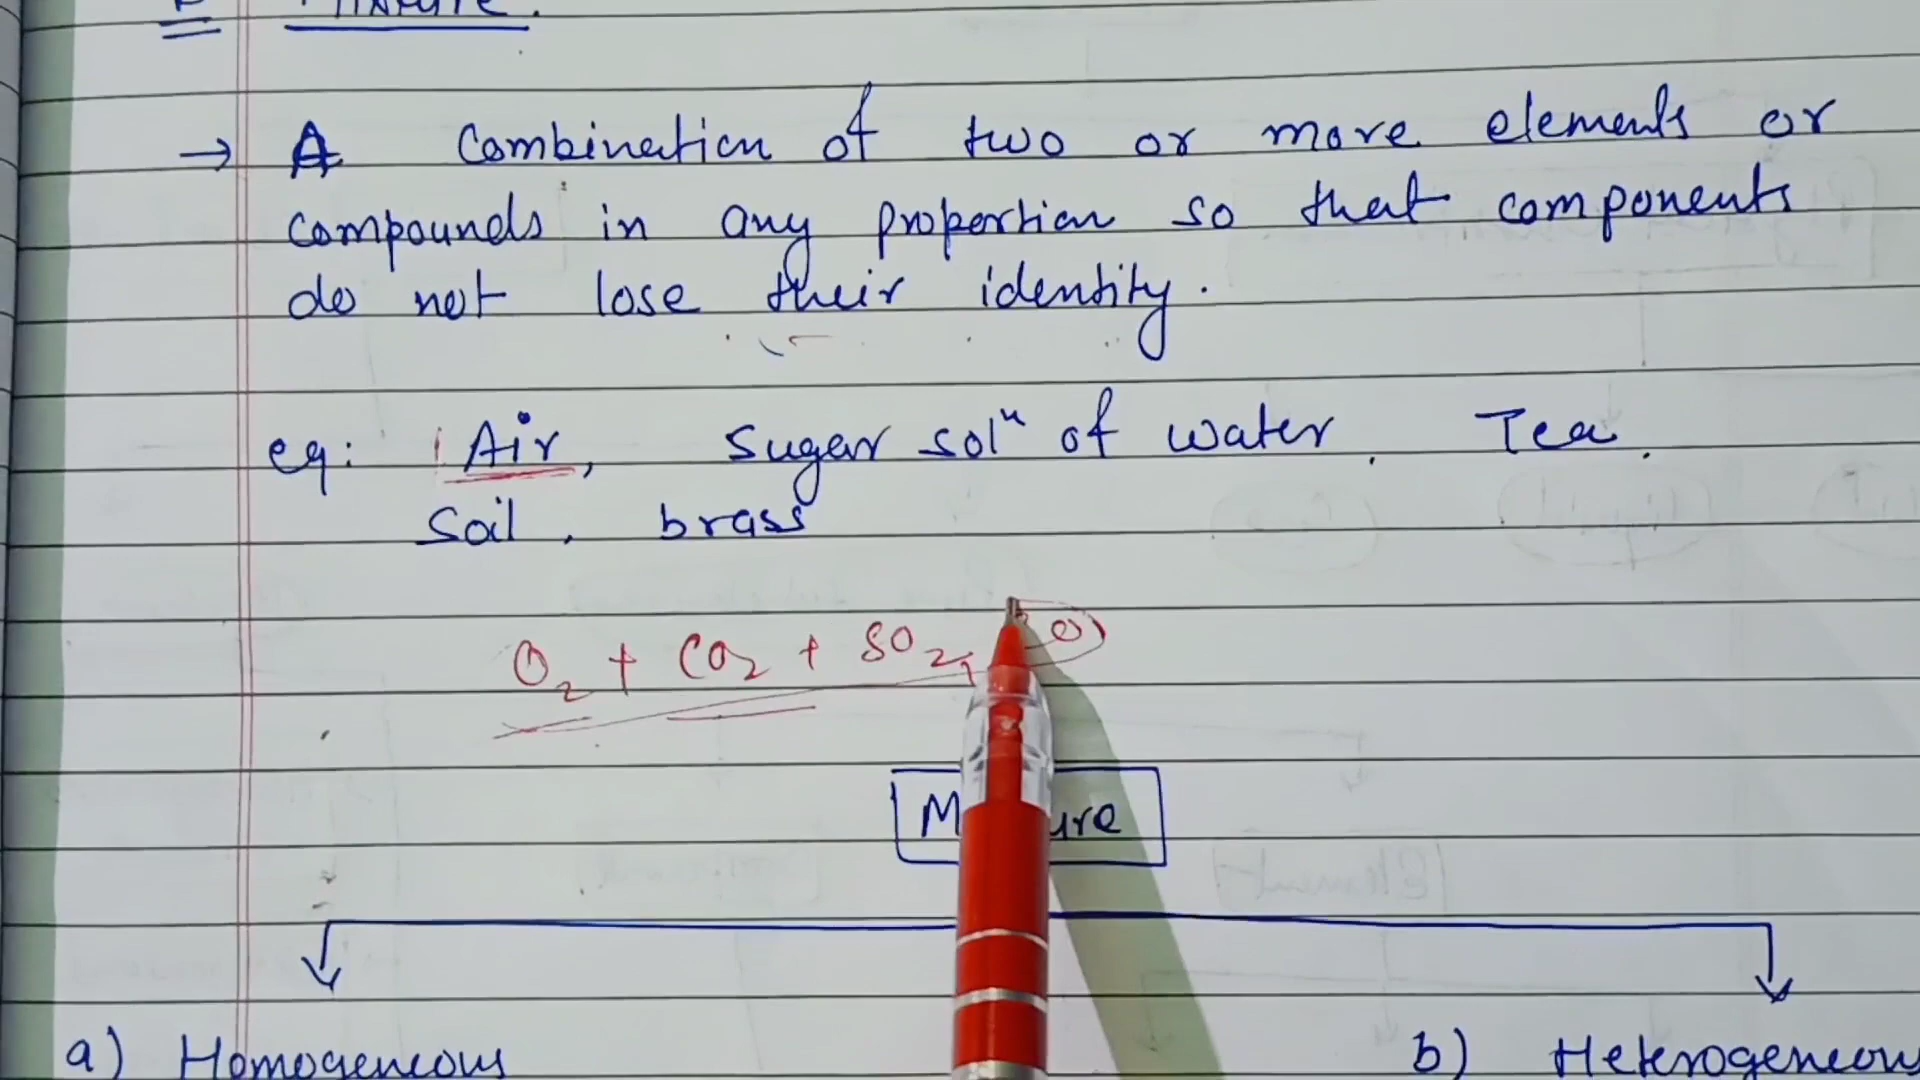 Mixture.
→ A Combination of two or more elements or
compounds in any proportion so that components
do not lose their identity.
eg: Air, Sugar solⁿ of water, Tea,
Soil, brass
O₂ + CO₂ + SO₂,
a) Homogeneous
b) Heterogeneous